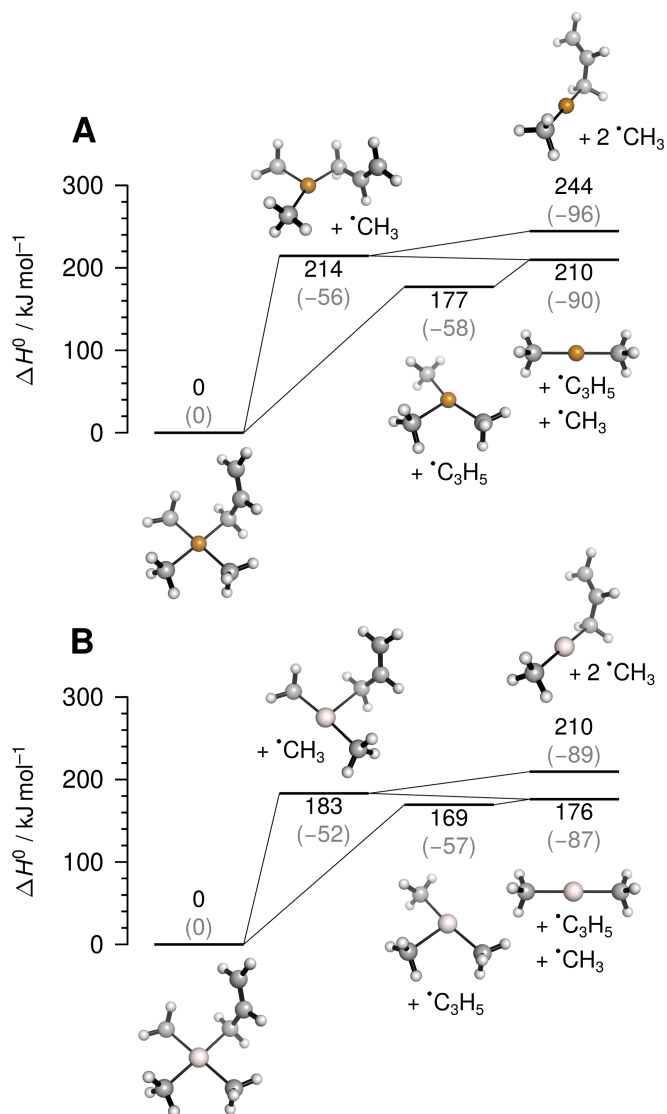 A
ΔH⁰ / kJ mol⁻¹
300
200
100
0
0
(0)
+ •CH₃
214
(−56)
177
(−58)
+ •C₃H₅
+ 2 •CH₃
244
(−96)
210
(−90)
+ •C₃H₅
+ •CH₃
B
ΔH⁰ / kJ mol⁻¹
300
200
100
0
0
(0)
+ •CH₃
183
(−52)
169
(−57)
+ •C₃H₅
+ 2 •CH₃
210
(−89)
176
(−87)
+ •C₃H₅
+ •CH₃